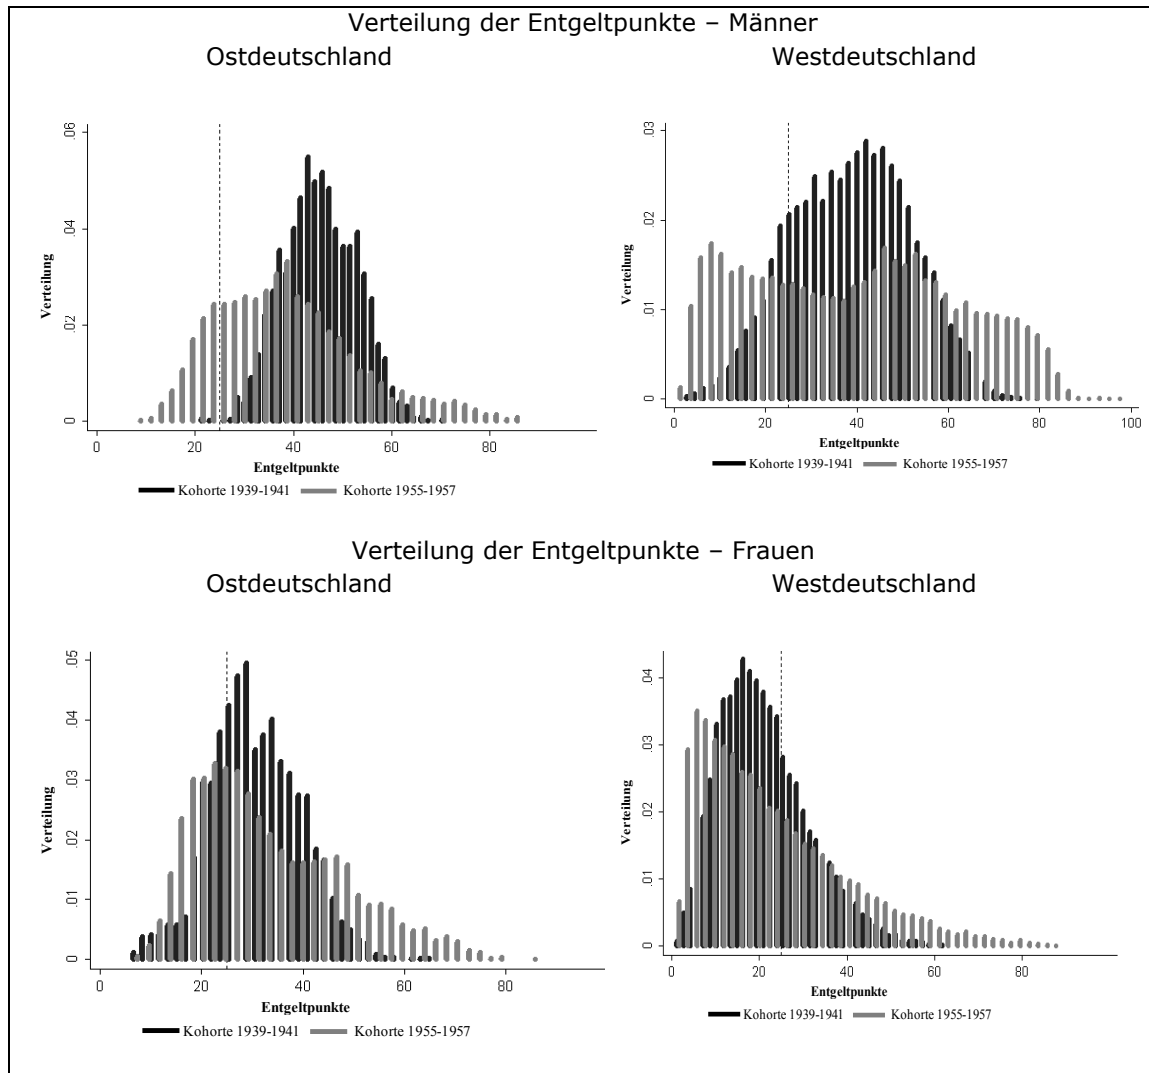 Verteilung der Entgeltpunkte – Männer
Ostdeutschland
Westdeutschland
.06
.04
.02
0
Verteilung
0 20 40 60 80
Entgeltpunkte
Kohorte 1939-1941 Kohorte 1955-1957
.03
.02
.01
0
Verteilung
0 20 40 60 80 100
Entgeltpunkte
Kohorte 1939-1941 Kohorte 1955-1957
Verteilung der Entgeltpunkte – Frauen
Ostdeutschland
Westdeutschland
.05
.04
.03
.02
.01
0
Verteilung
0 20 40 60 80
Entgeltpunkte
Kohorte 1939-1941 Kohorte 1955-1957
.04
.03
.02
.01
0
Verteilung
0 20 40 60 80
Entgeltpunkte
Kohorte 1939-1941 Kohorte 1955-1957